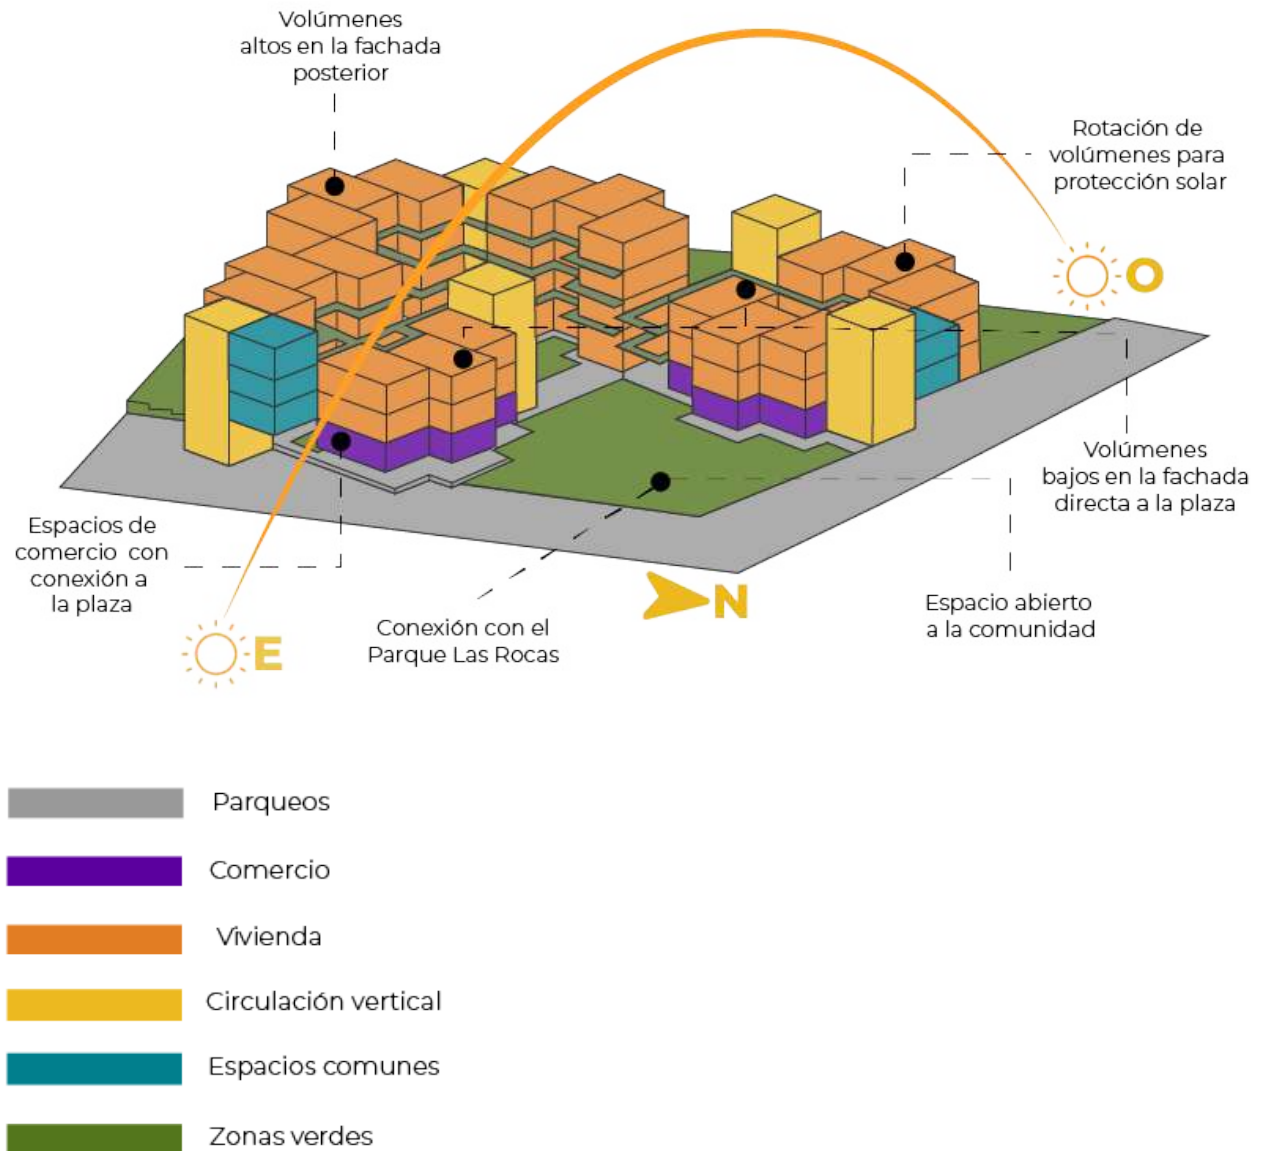 Volúmenes
altos en la fachada
posterior
Rotación de
volúmenes para
protección solar
O
Volúmenes
bajos en la fachada
directa a la plaza
Espacios de
comercio con
conexión a
la plaza
E
Conexión con el
Parque Las Rocas
N
Espacio abierto
a la comunidad
Parqueos
Comercio
Vivienda
Circulación vertical
Espacios comunes
Zonas verdes